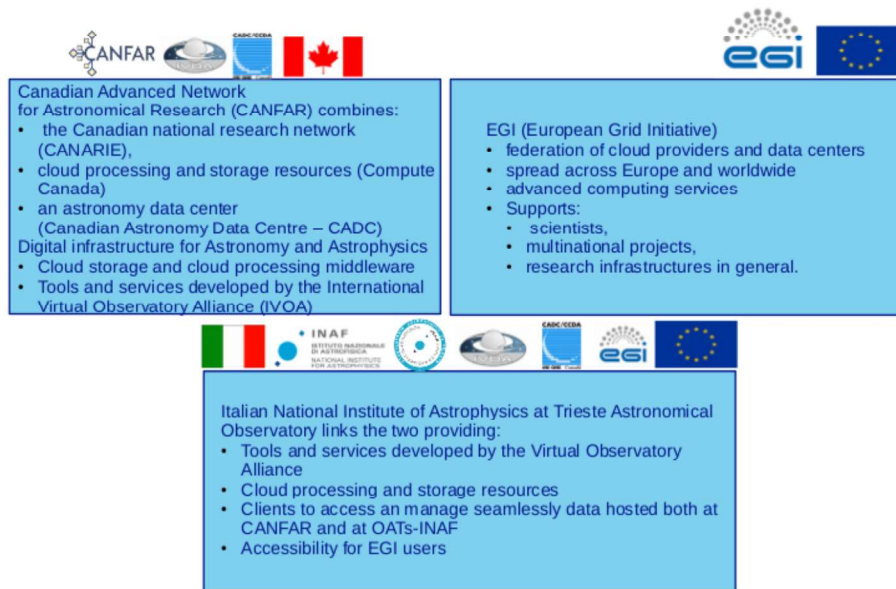 CANFAR
CADC/CCDA
Canadian Advanced Network
for Astronomical Research (CANFAR) combines:
• the Canadian national research network
(CANARIE),
• cloud processing and storage resources (Compute
Canada)
• an astronomy data center
(Canadian Astronomy Data Centre – CADC)
Digital infrastructure for Astronomy and Astrophysics
• Cloud storage and cloud processing middleware
• Tools and services developed by the International
Virtual Observatory Alliance (IVOA)
egi
EGI (European Grid Initiative)
• federation of cloud providers and data centers
• spread across Europe and worldwide
• advanced computing services
• Supports:
• scientists,
• multinational projects,
• research infrastructures in general.
INAF
ISTITUTO NAZIONALE
DI ASTROFISICA
NATIONAL INSTITUTE
FOR ASTROPHYSICS
CADC/CCDA
egi
Italian National Institute of Astrophysics at Trieste Astronomical
Observatory links the two providing:
• Tools and services developed by the Virtual Observatory
Alliance
• Cloud processing and storage resources
• Clients to access an manage seamlessly data hosted both at
CANFAR and at OATs-INAF
• Accessibility for EGI users